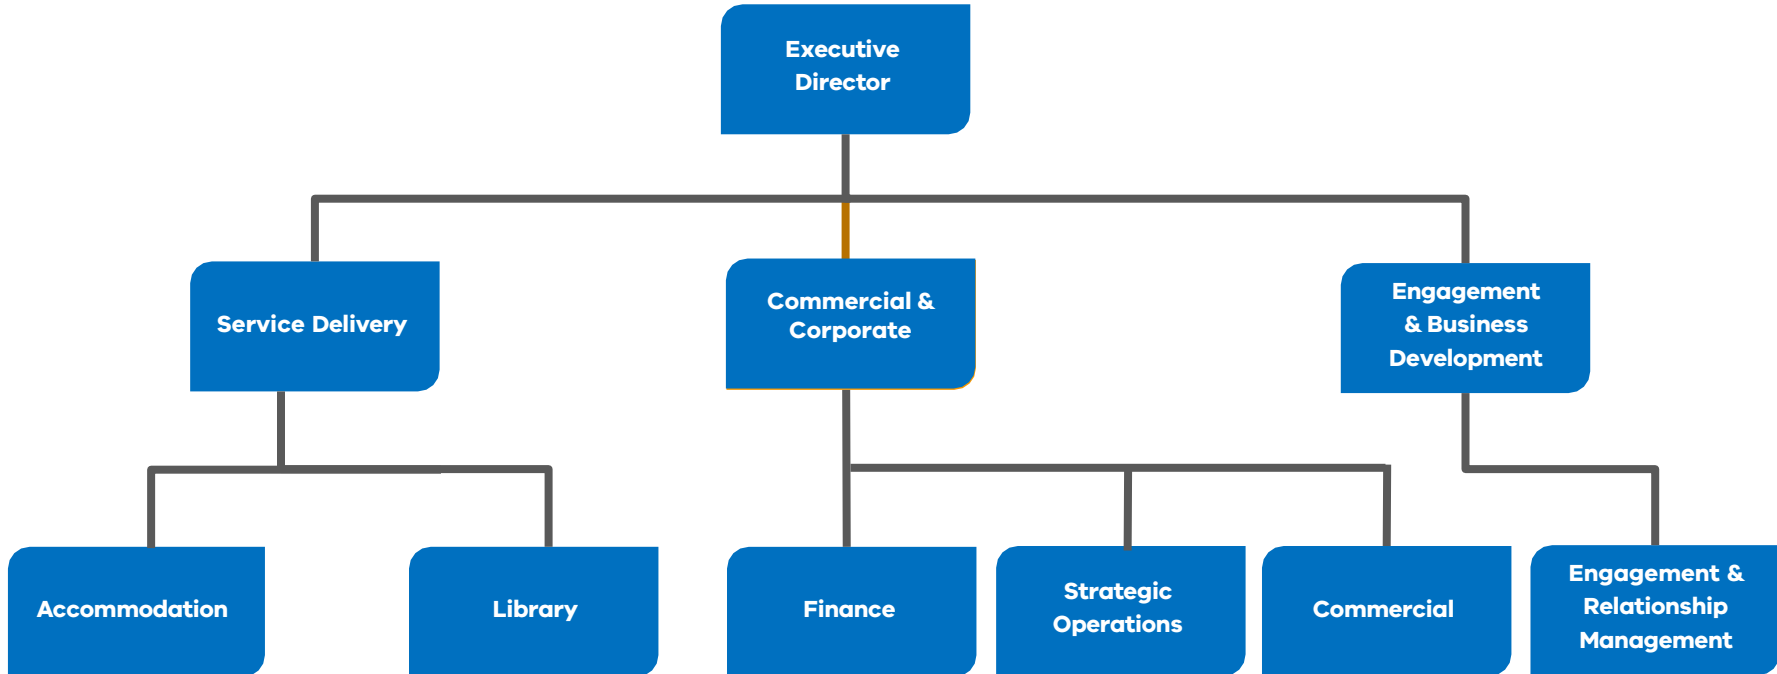 Executive
Director
Service Delivery
Commercial &
Corporate
Engagement
& Business
Development
Accommodation
Library
Finance
Strategic
Operations
Commercial
Engagement &
Relationship
Management